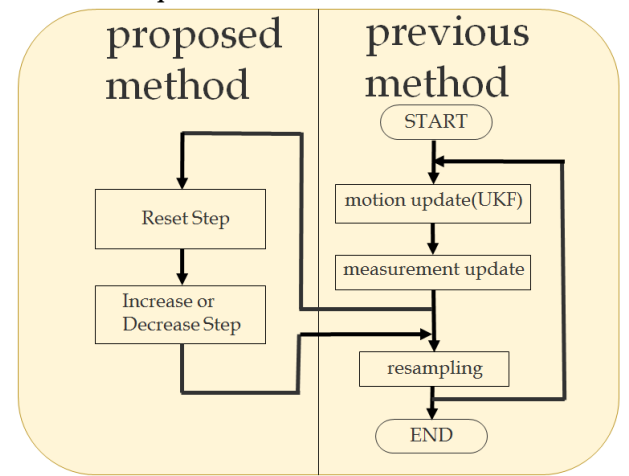 proposed
method
previous
method
START
motion update(UKF)
measurement update
resampling
END
Reset Step
Increase or
Decrease Step